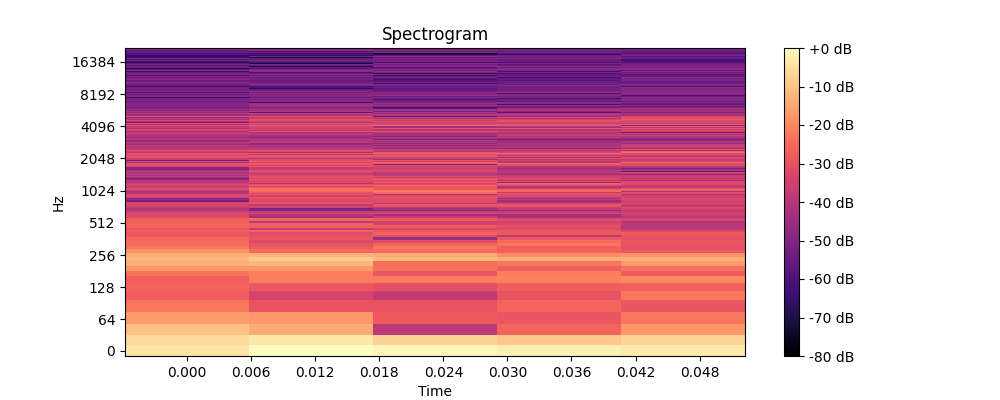 Spectrogram
Hz
16384
8192
4096
2048
1024
512
256
128
64
0
0.000 0.006 0.012 0.018 0.024 0.030 0.036 0.042 0.048
Time
+0 dB
-10 dB
-20 dB
-30 dB
-40 dB
-50 dB
-60 dB
-70 dB
-80 dB